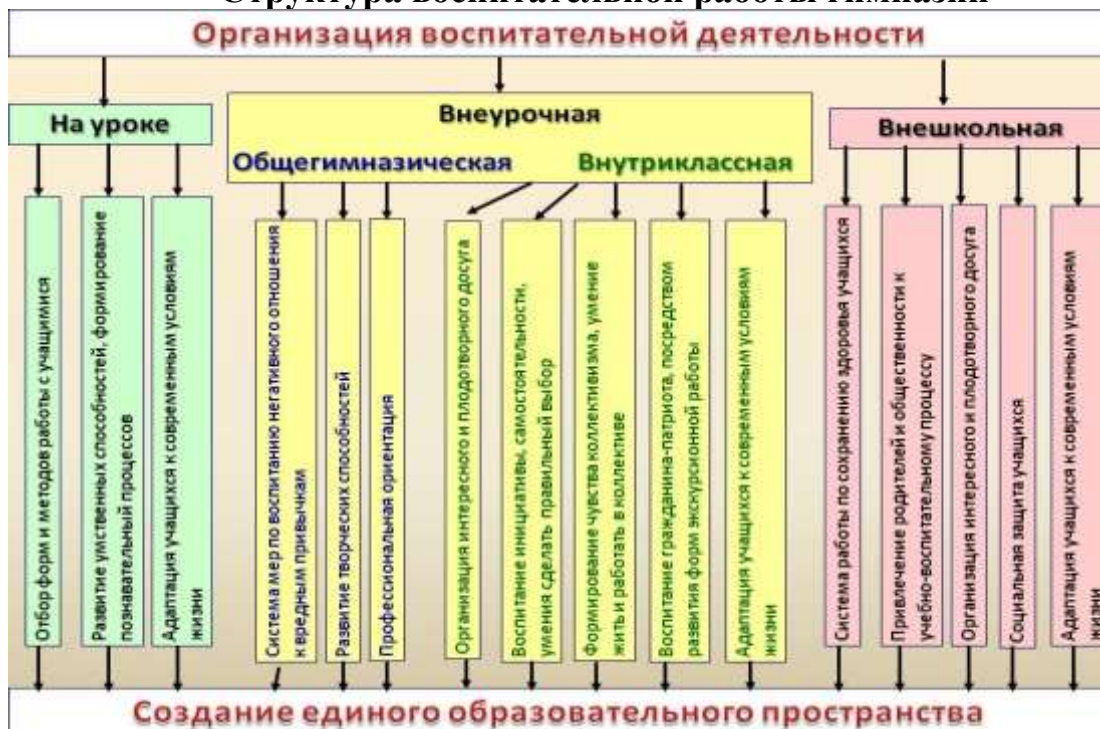 Структура воспитательной работы гимназии
Организация воспитательной деятельности
На уроке
Внеурочная
Общегимназическая
Внутриклассная
Внешкольная
Отбор форм и методов работы с учащимися
Развитие умственных способностей, формирование
познавательный процессов
Адаптация учащихся к современным условиям
жизни
Система мер по воспитанию негативного отношения
к вредным привычкам
Развитие творческих способностей
Профессиональная ориентация
Организация интересного и плодотворного досуга
Воспитание инициативы, самостоятельности,
умения сделать правильный выбор
Формирование чувства коллективизма, умение
жить и работать в коллективе
Воспитание гражданина-патриота, посредством
развития форм экскурсионной работы
Адаптация учащихся к современным условиям
жизни
Система работы по сохранению здоровья учащихся
Привлечение родителей и общественности к
учебно-воспитательному процессу
Организация интересного и плодотворного досуга
Социальная защита учащихся
Адаптация учащихся к современным условиям
жизни
Создание единого образовательного пространства